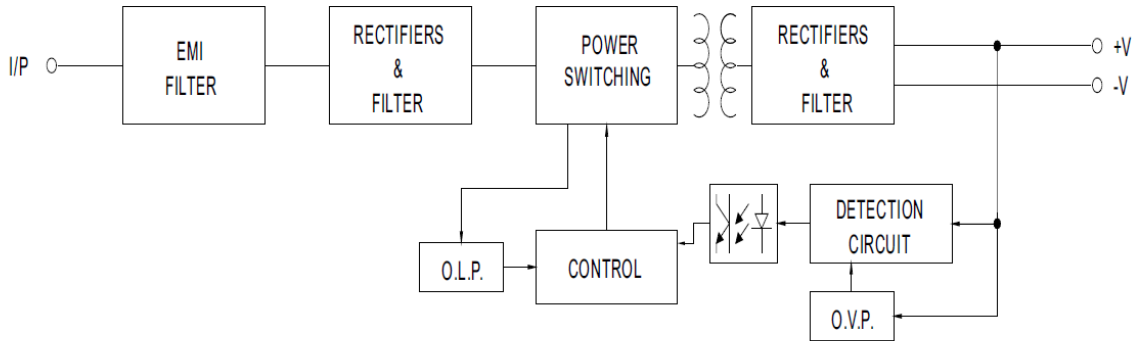 I/P
EMI
FILTER
RECTIFIERS
&
FILTER
POWER
SWITCHING
RECTIFIERS
&
FILTER
+V
-V
O.L.P.
CONTROL
DETECTION
CIRCUIT
O.V.P.